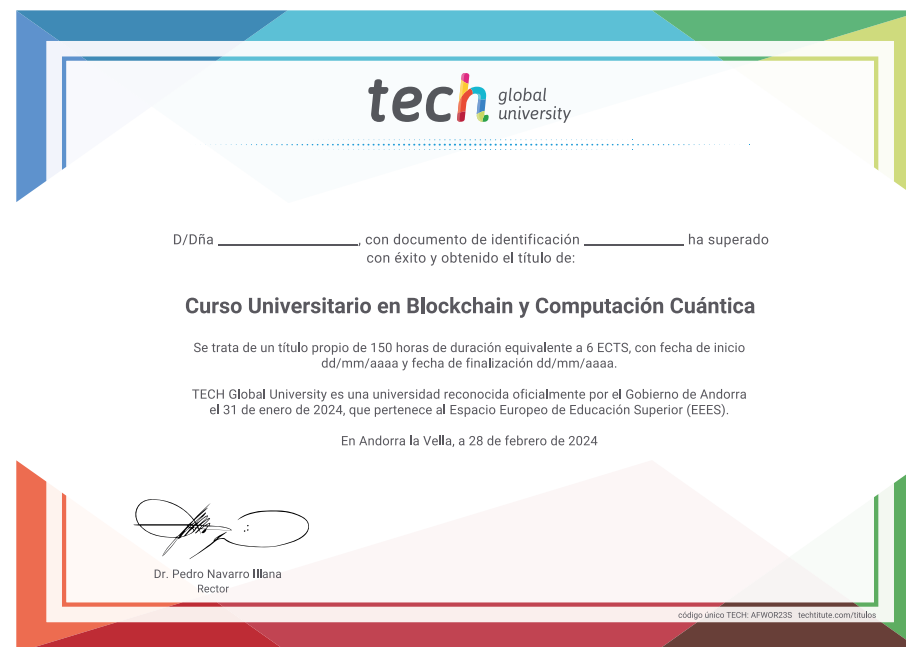 tech global
university
D/Dña ____________________, con documento de identificación ______________ ha superado
con éxito y obtenido el título de:
Curso Universitario en Blockchain y Computación Cuántica
Se trata de un título propio de 150 horas de duración equivalente a 6 ECTS, con fecha de inicio
dd/mm/aaaa y fecha de finalización dd/mm/aaaa.
TECH Global University es una universidad reconocida oficialmente por el Gobierno de Andorra
el 31 de enero de 2024, que pertenece al Espacio Europeo de Educación Superior (EEES).
En Andorra la Vella, a 28 de febrero de 2024
Dr. Pedro Navarro Illana
Rector
código único TECH: AFWOR23S techtitute.com/titulos